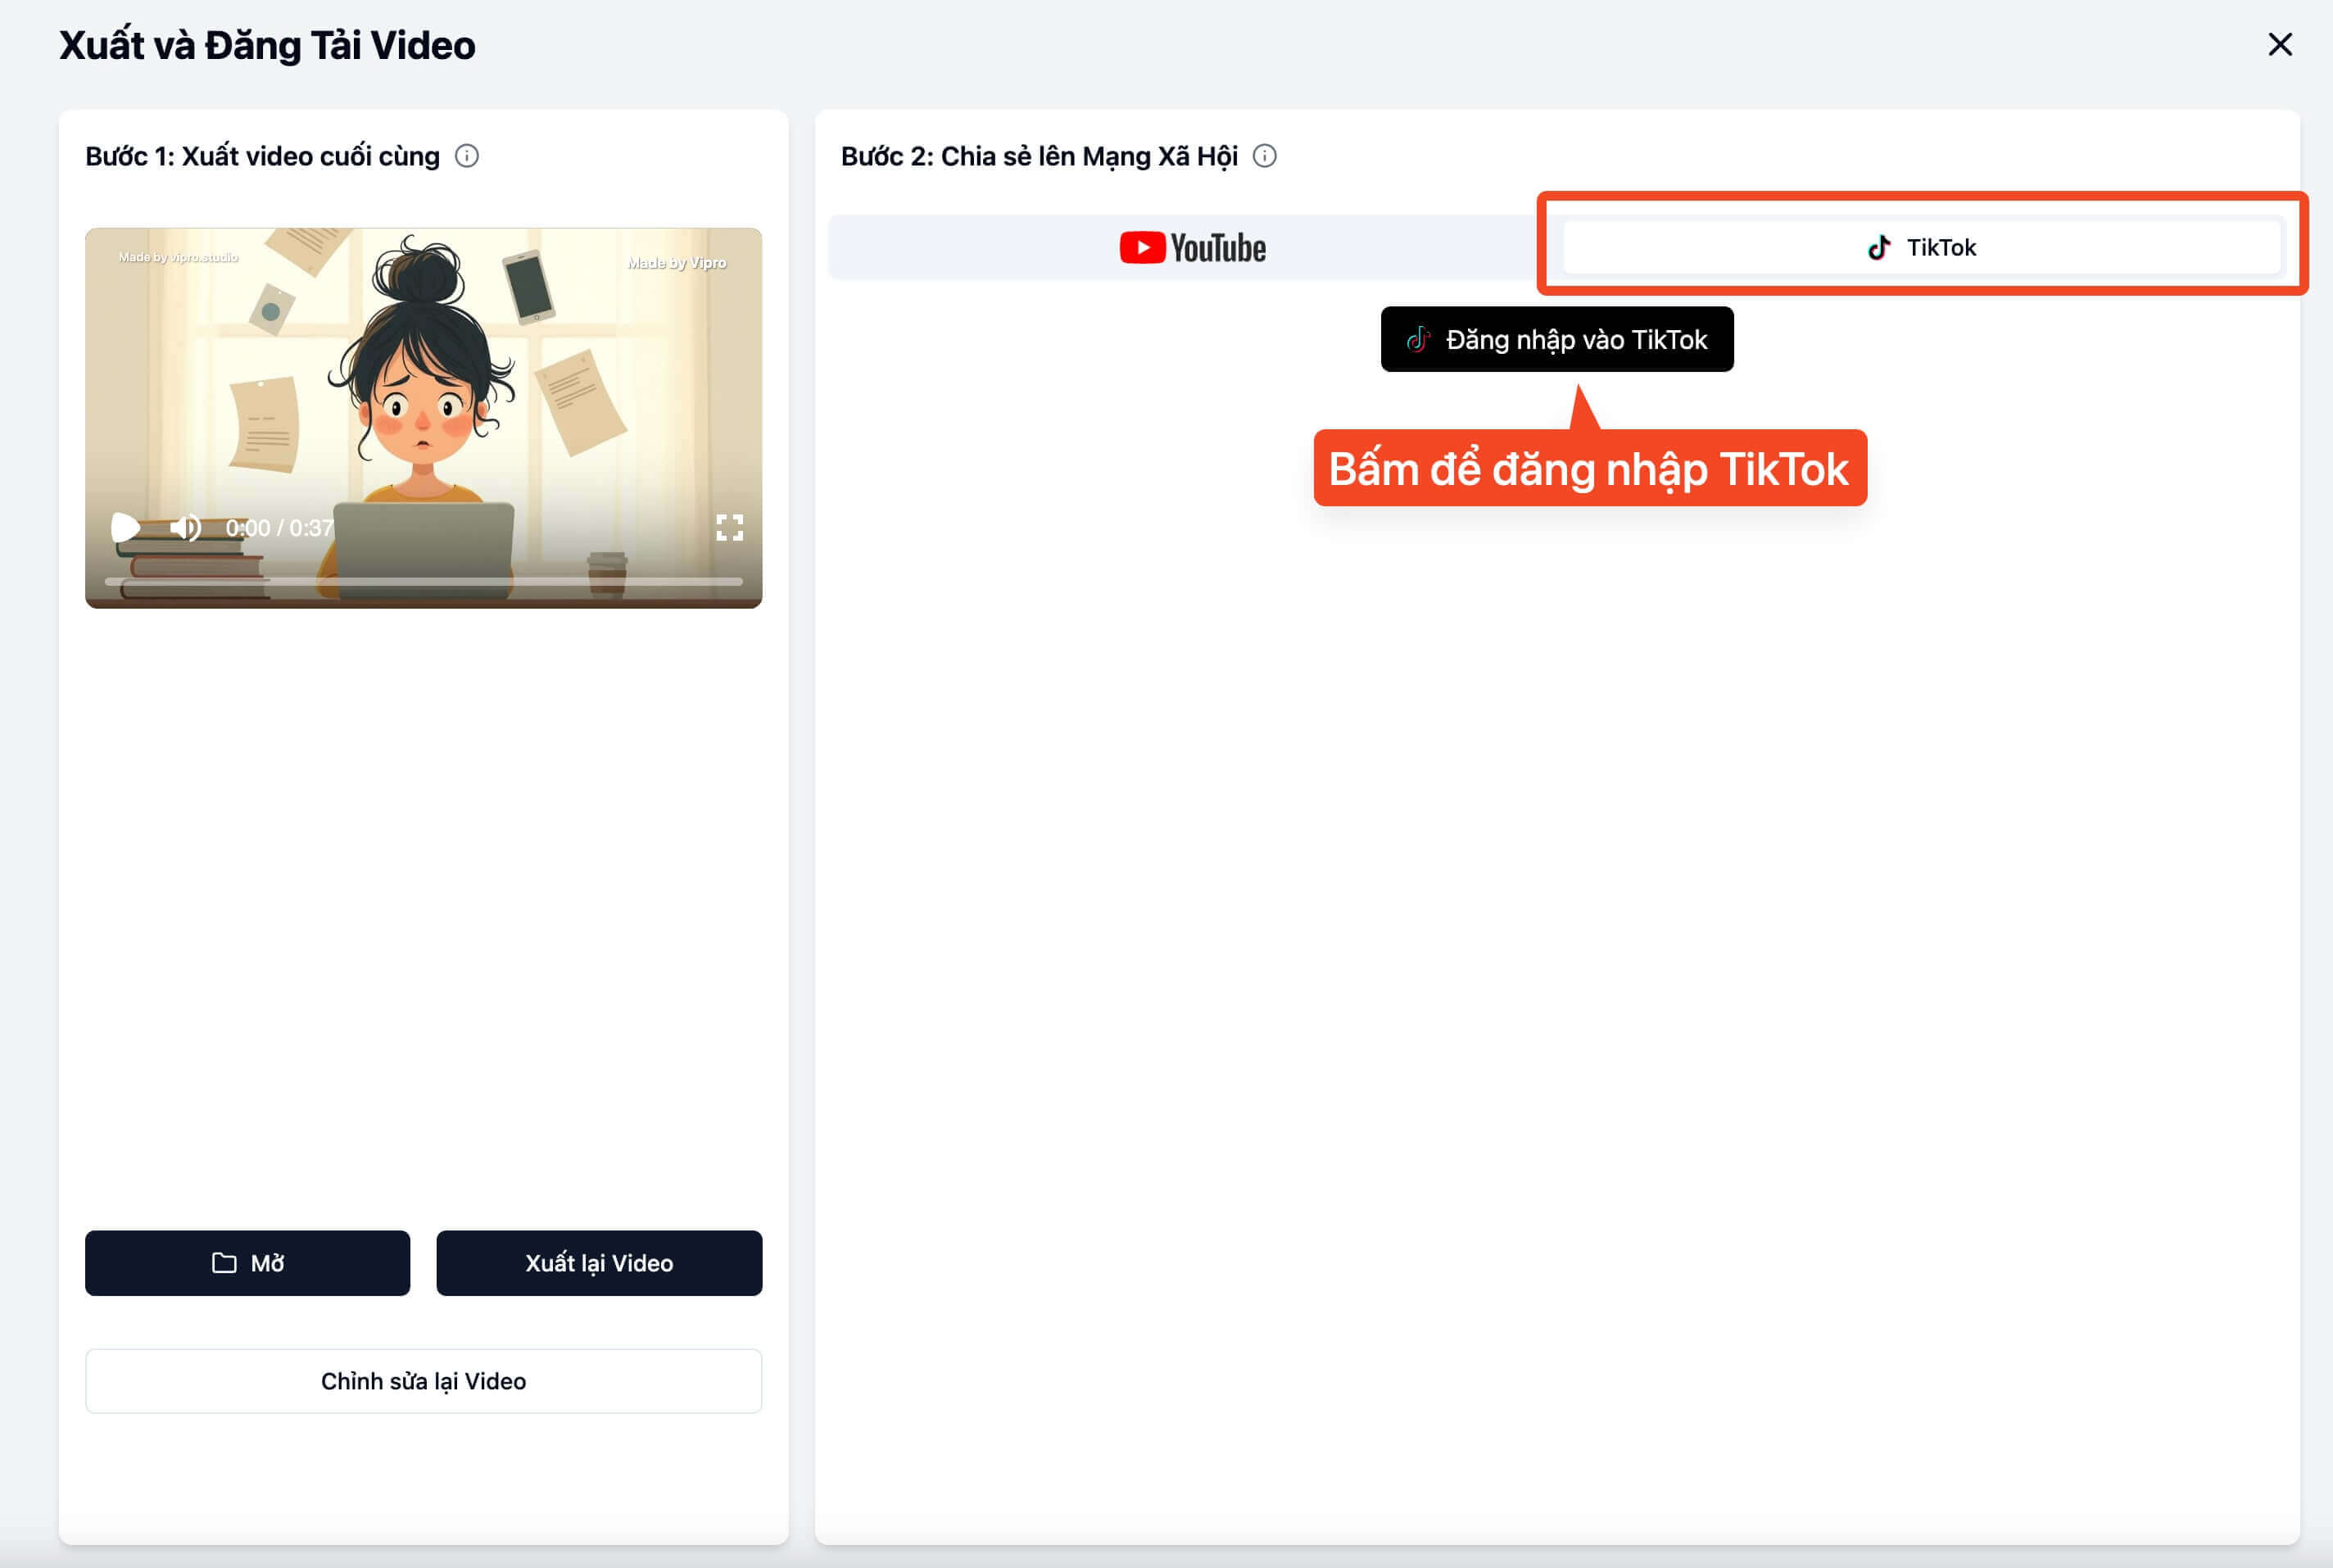 Xuất và Đăng Tải Video
Bước 1: Xuất video cuối cùng
Made by vipro.studio
Made by Vipro
0:00 / 0:37
Mở
Xuất lại Video
Chỉnh sửa lại Video
Bước 2: Chia sẻ lên Mạng Xã Hội
YouTube
TikTok
Đăng nhập vào TikTok
Bấm để đăng nhập TikTok